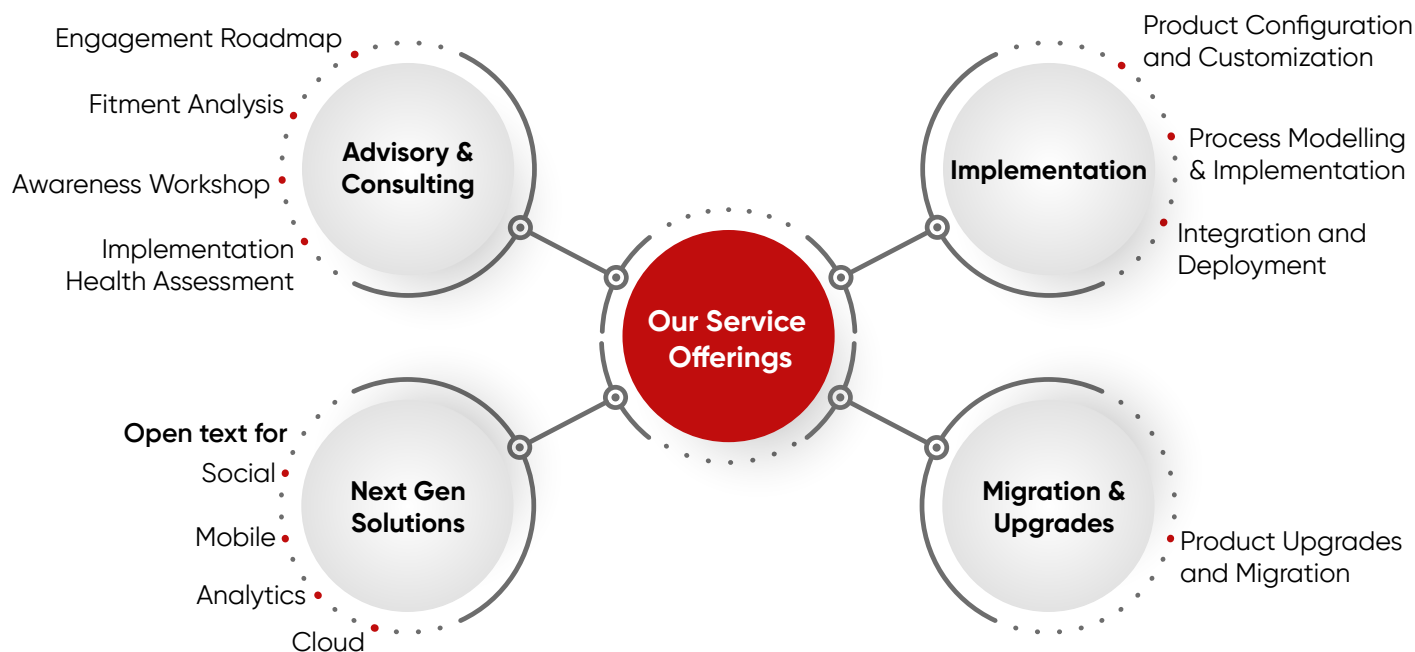 Engagement Roadmap
Fitment Analysis
Awareness Workshop
Implementation
Health Assessment
Advisory &
Consulting
Product Configuration
and Customization
Process Modelling
& Implementation
Integration and
Deployment
Implementation
Our Service
Offerings
Open text for
Social
Mobile
Analytics
Cloud
Next Gen
Solutions
Migration &
Upgrades
Product Upgrades
and Migration